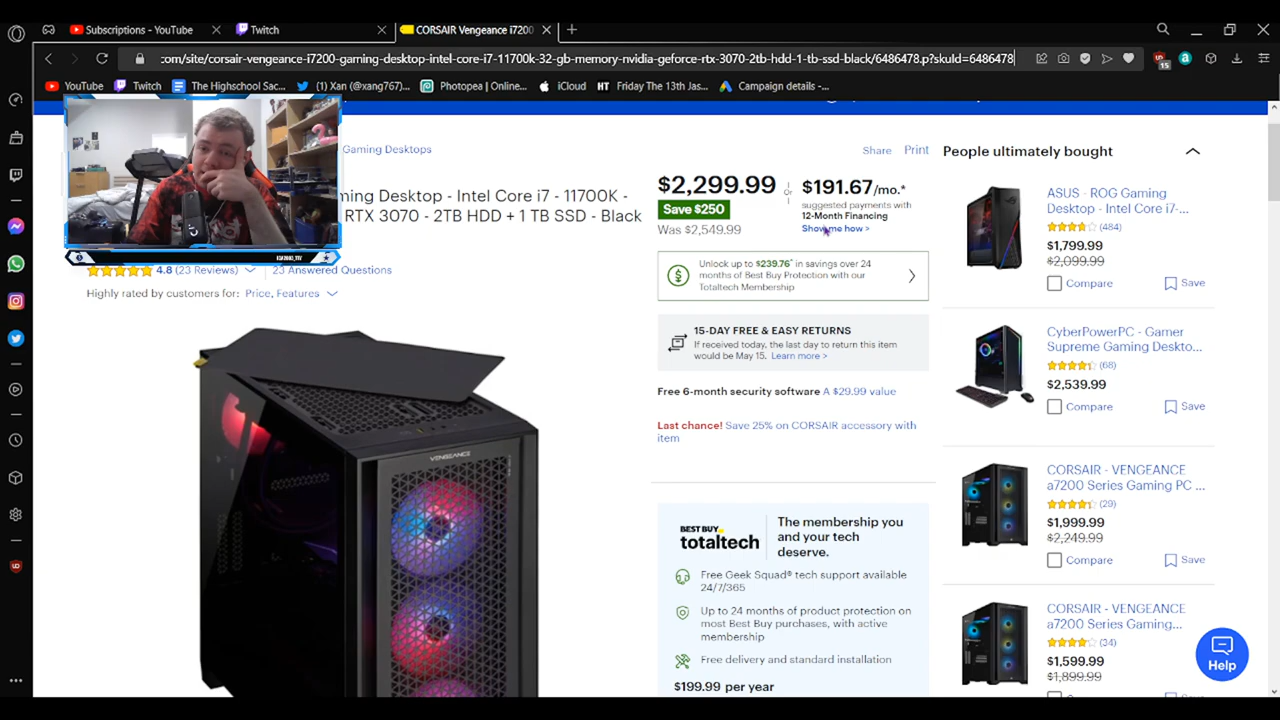 Subscriptions - YouTube
Twitch
CORSAIR Vengeance i7200
.com/site/corsair-vengeance-i7200-gaming-desktop-intel-core-i7-11700k-32-gb-memory-nvidia-geforce-rtx-3070-2tb-hdd-1-tb-ssd-black/6486478.p?skuId=6486478
15
YouTube
Twitch
The Highschool Sac...
(1) Xan (@xang767)...
Photopea | Online...
iCloud
HT Friday The 13th Jas...
Campaign details -...
Gaming Desktops
Share
Print
ming Desktop - Intel Core i7 - 11700K -
RTX 3070 - 2TB HDD + 1 TB SSD - Black
4.8 (23 Reviews)
23 Answered Questions
Highly rated by customers for: Price, Features
VENGEANCE
$2,299.99
Save $250
Was $2,549.99
or
$191.67/mo.*
suggested payments with
12-Month Financing
Show me how >
Unlock up to $239.76* in savings over 24
months of Best Buy Protection with our
Totaltech Membership
15-DAY FREE & EASY RETURNS
If received today, the last day to return this item
would be May 15. Learn more >
Free 6-month security software A $29.99 value
Last chance! Save 25% on CORSAIR accessory with
item
BEST BUY
totaltech
The membership you
and your tech
deserve.
Free Geek Squad® tech support available
24/7/365
Up to 24 months of product protection on
most Best Buy purchases, with active
membership
Free delivery and standard installation
$199.99 per year
People ultimately bought
ASUS - ROG Gaming
Desktop - Intel Core i7-...
(484)
$1,799.99
$2,099.99
Compare
Save
CyberPowerPC - Gamer
Supreme Gaming Deskto...
(68)
$2,539.99
Compare
Save
CORSAIR - VENGEANCE
a7200 Series Gaming PC ...
(29)
$1,999.99
$2,249.99
Compare
Save
CORSAIR - VENGEANCE
a7200 Series Gaming...
(34)
$1,599.99
$1,899.99
Help